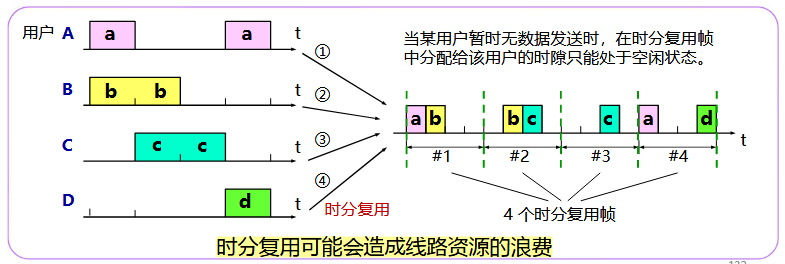 用户
A
a
a
t
①
B
b
b
t
②
C
c
c
t
③
D
d
t
④
时分复用
当某用户暂时无数据发送时，在时分复用帧
中分配给该用户的时隙只能处于空闲状态。
a
b
b
c
c
a
d
t
#1
#2
#3
#4
4 个时分复用帧
时分复用可能会造成线路资源的浪费